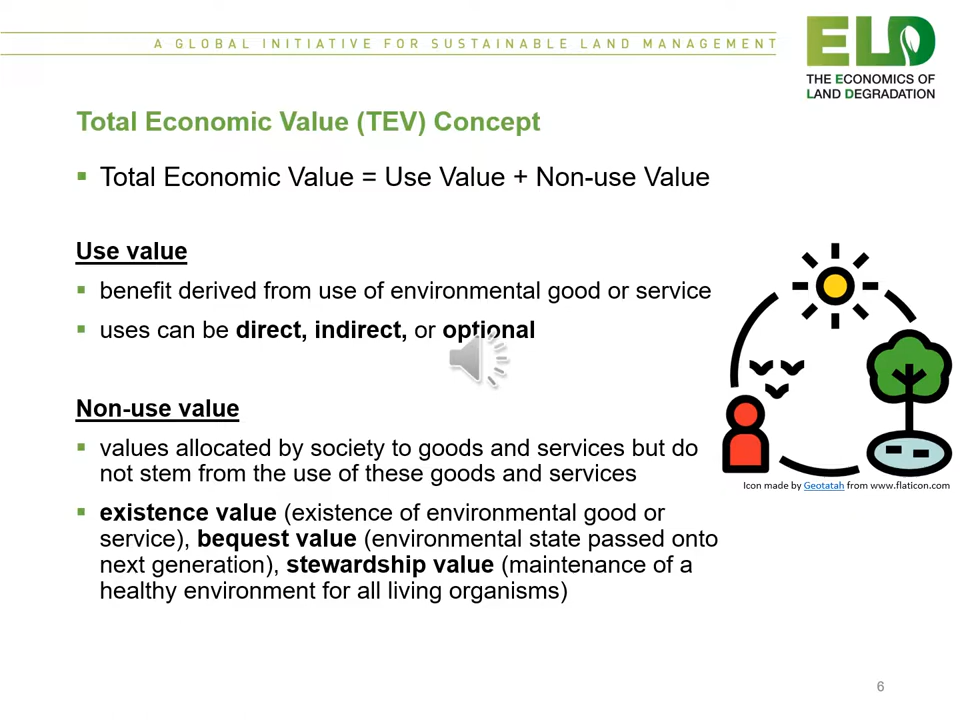 A GLOBAL INITIATIVE FOR SUSTAINABLE LAND MANAGEMENT
ELD
THE ECONOMICS OF
LAND DEGRADATION
Total Economic Value (TEV) Concept
▪ Total Economic Value = Use Value + Non-use Value
Use value
▪ benefit derived from use of environmental good or service
▪ uses can be direct, indirect, or optional
Non-use value
▪ values allocated by society to goods and services but do
not stem from the use of these goods and services
▪ existence value (existence of environmental good or
service), bequest value (environmental state passed onto
next generation), stewardship value (maintenance of a
healthy environment for all living organisms)
Icon made by Geotatah from www.flaticon.com
6